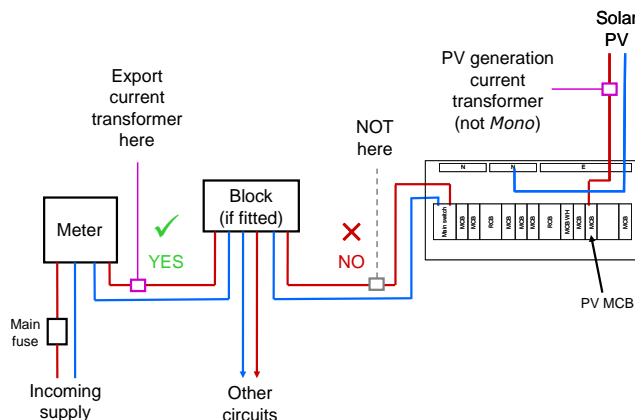 Solar
PV
PV generation
current
transformer
(not Mono)
Export
current
transformer
here
NOT
here
N
N
E
Block
(if fitted)
Meter
YES
NO
Main switch
MCB
MCB
RCB
MCB
MCB
MCB
RCB
MCB WH
MCB
MCB
MCB
PV MCB
Main
fuse
Incoming
supply
Other
circuits